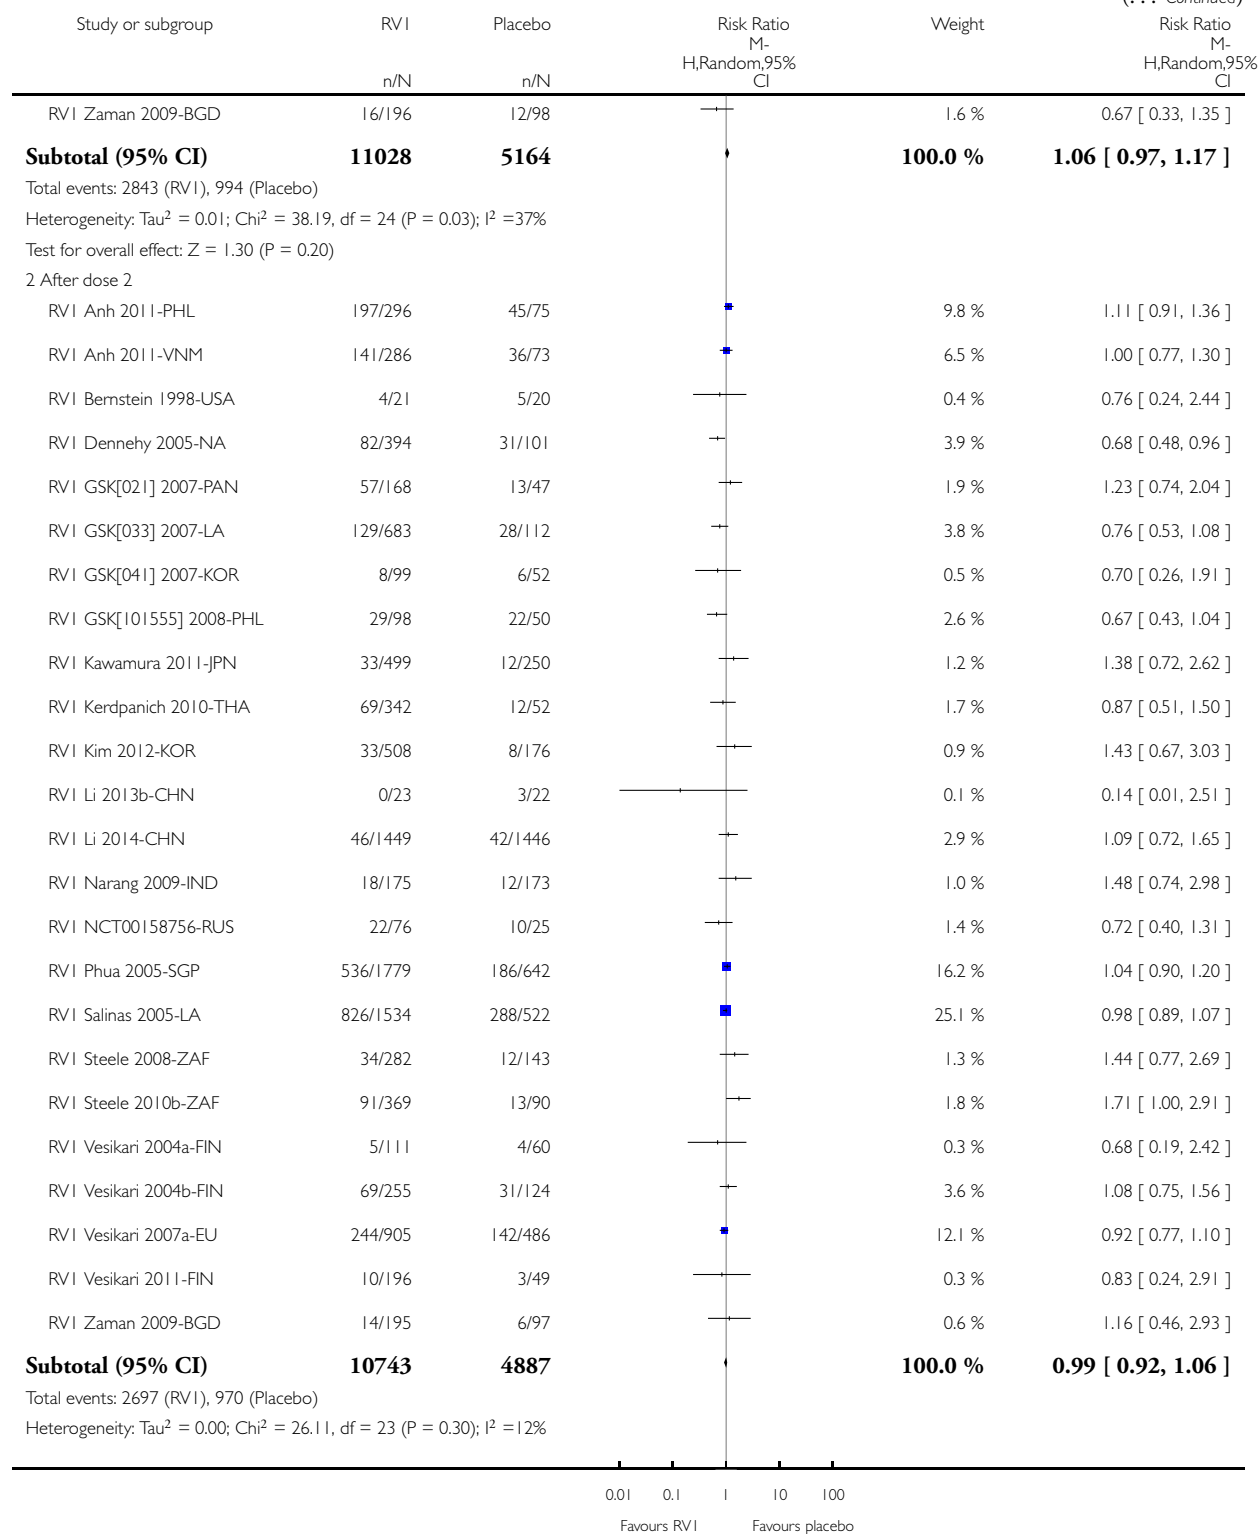 (. . . Continued)
Study or subgroup RV1 Placebo Risk Ratio Weight Risk Ratio
M- M-
H,Random,95% H,Random,95%
n/N n/N CI CI
RV1 Zaman 2009-BGD 16/196 12/98 1.6 % 0.67 [ 0.33, 1.35 ]
Subtotal (95% CI) 11028 5164 100.0 % 1.06 [ 0.97, 1.17 ]
Total events: 2843 (RV1), 994 (Placebo)
Heterogeneity: Tau² = 0.01; Chi² = 38.19, df = 24 (P = 0.03); I² =37%
Test for overall effect: Z = 1.30 (P = 0.20)
2 After dose 2
RV1 Anh 2011-PHL 197/296 45/75 9.8 % 1.11 [ 0.91, 1.36 ]
RV1 Anh 2011-VNM 141/286 36/73 6.5 % 1.00 [ 0.77, 1.30 ]
RV1 Bernstein 1998-USA 4/21 5/20 0.4 % 0.76 [ 0.24, 2.44 ]
RV1 Dennehy 2005-NA 82/394 31/101 3.9 % 0.68 [ 0.48, 0.96 ]
RV1 GSK[021] 2007-PAN 57/168 13/47 1.9 % 1.23 [ 0.74, 2.04 ]
RV1 GSK[033] 2007-LA 129/683 28/112 3.8 % 0.76 [ 0.53, 1.08 ]
RV1 GSK[041] 2007-KOR 8/99 6/52 0.5 % 0.70 [ 0.26, 1.91 ]
RV1 GSK[101555] 2008-PHL 29/98 22/50 2.6 % 0.67 [ 0.43, 1.04 ]
RV1 Kawamura 2011-JPN 33/499 12/250 1.2 % 1.38 [ 0.72, 2.62 ]
RV1 Kerdpanich 2010-THA 69/342 12/52 1.7 % 0.87 [ 0.51, 1.50 ]
RV1 Kim 2012-KOR 33/508 8/176 0.9 % 1.43 [ 0.67, 3.03 ]
RV1 Li 2013b-CHN 0/23 3/22 0.1 % 0.14 [ 0.01, 2.51 ]
RV1 Li 2014-CHN 46/1449 42/1446 2.9 % 1.09 [ 0.72, 1.65 ]
RV1 Narang 2009-IND 18/175 12/173 1.0 % 1.48 [ 0.74, 2.98 ]
RV1 NCT00158756-RUS 22/76 10/25 1.4 % 0.72 [ 0.40, 1.31 ]
RV1 Phua 2005-SGP 536/1779 186/642 16.2 % 1.04 [ 0.90, 1.20 ]
RV1 Salinas 2005-LA 826/1534 288/522 25.1 % 0.98 [ 0.89, 1.07 ]
RV1 Steele 2008-ZAF 34/282 12/143 1.3 % 1.44 [ 0.77, 2.69 ]
RV1 Steele 2010b-ZAF 91/369 13/90 1.8 % 1.71 [ 1.00, 2.91 ]
RV1 Vesikari 2004a-FIN 5/111 4/60 0.3 % 0.68 [ 0.19, 2.42 ]
RV1 Vesikari 2004b-FIN 69/255 31/124 3.6 % 1.08 [ 0.75, 1.56 ]
RV1 Vesikari 2007a-EU 244/905 142/486 12.1 % 0.92 [ 0.77, 1.10 ]
RV1 Vesikari 2011-FIN 10/196 3/49 0.3 % 0.83 [ 0.24, 2.91 ]
RV1 Zaman 2009-BGD 14/195 6/97 0.6 % 1.16 [ 0.46, 2.93 ]
Subtotal (95% CI) 10743 4887 100.0 % 0.99 [ 0.92, 1.06 ]
Total events: 2697 (RV1), 970 (Placebo)
Heterogeneity: Tau² = 0.00; Chi² = 26.11, df = 23 (P = 0.30); I² =12%
0.01 0.1 1 10 100
Favours RV1 Favours placebo